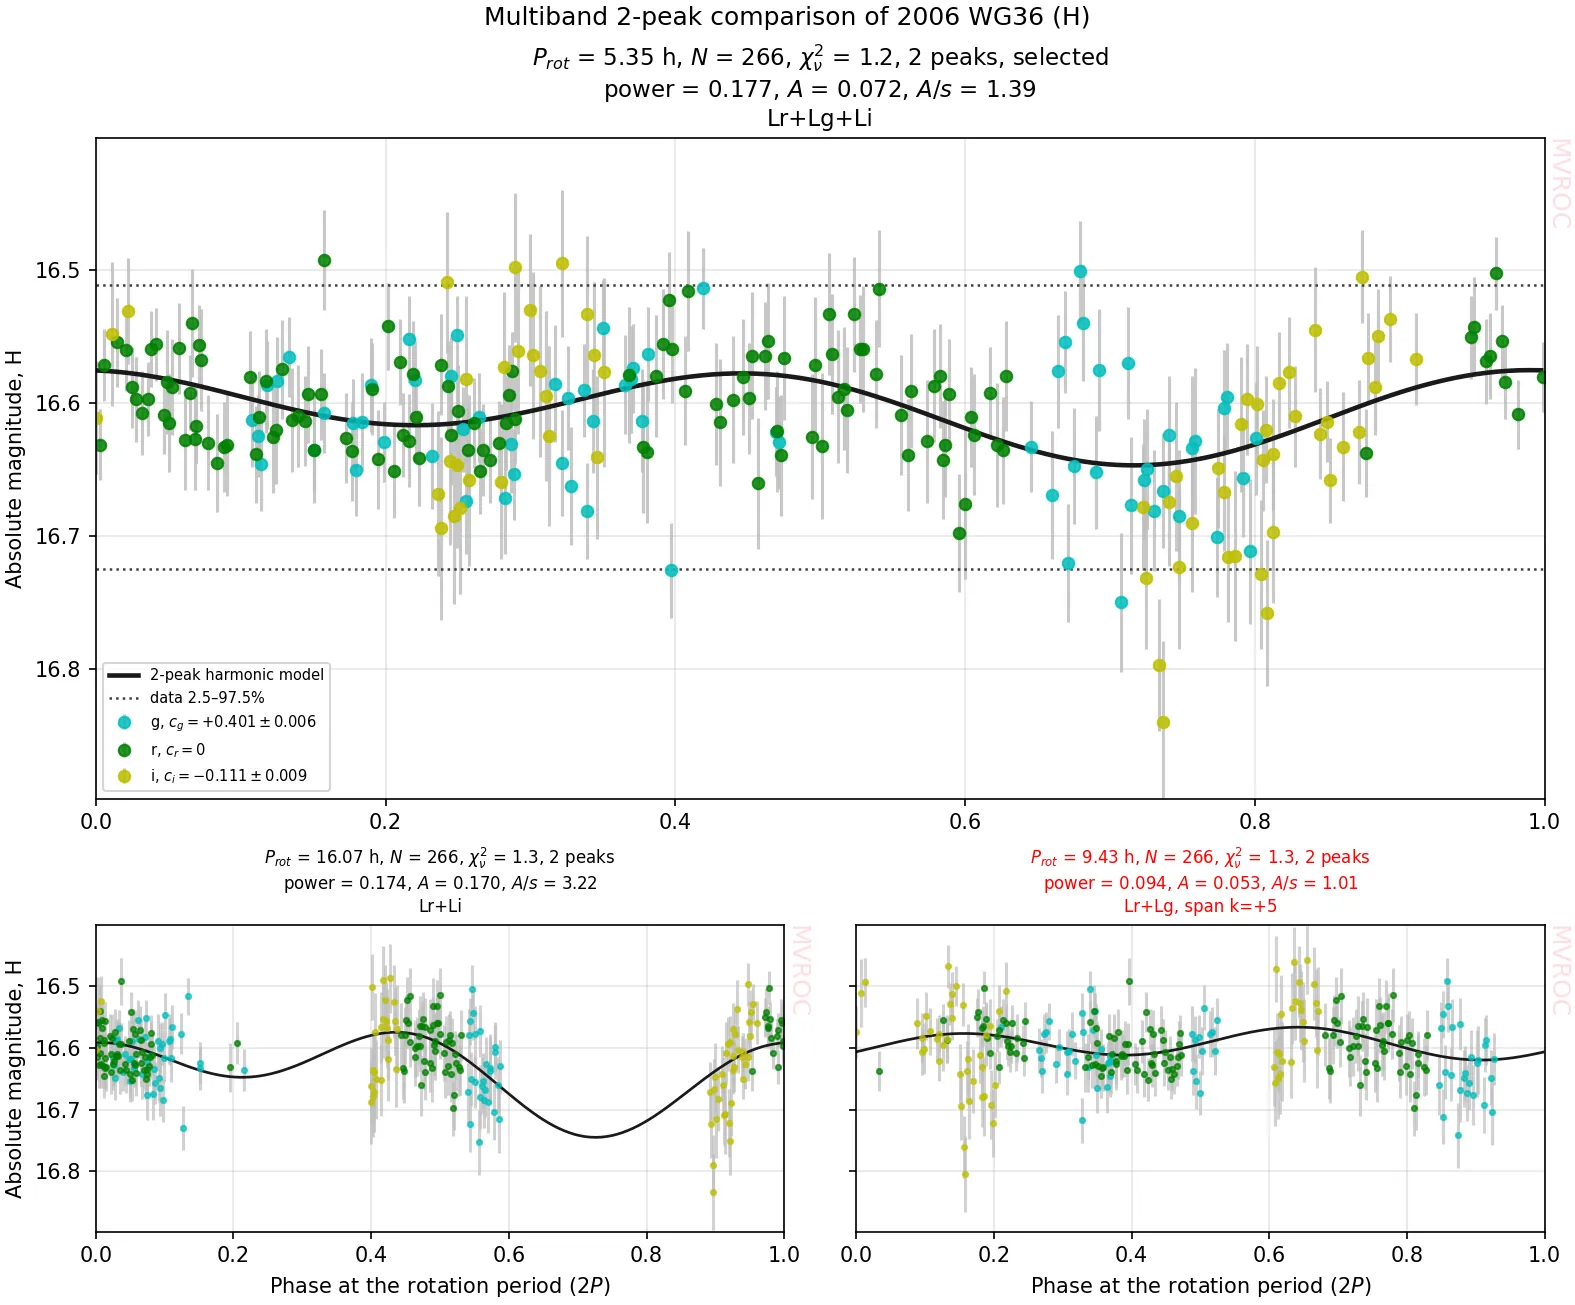 Multiband 2-peak comparison of 2006 WG36 (H)
P_rot = 5.35 h, N = 266, χ²_ν = 1.2, 2 peaks, selected
power = 0.177, A = 0.072, A/s = 1.39
Lr+Lg+Li
MVROC
Absolute magnitude, H
16.5
16.6
16.7
16.8
2-peak harmonic model
data 2.5–97.5%
g, c_g = +0.401 ± 0.006
r, c_r = 0
i, c_i = −0.111 ± 0.009
0.0 0.2 0.4 0.6 0.8 1.0
P_rot = 16.07 h, N = 266, χ²_ν = 1.3, 2 peaks
power = 0.174, A = 0.170, A/s = 3.22
Lr+Li
MVROC
Absolute magnitude, H
16.5
16.6
16.7
16.8
0.0 0.2 0.4 0.6 0.8 1.0
Phase at the rotation period (2P)
P_rot = 9.43 h, N = 266, χ²_ν = 1.3, 2 peaks
power = 0.094, A = 0.053, A/s = 1.01
Lr+Lg, span k=+5
MVROC
0.0 0.2 0.4 0.6 0.8 1.0
Phase at the rotation period (2P)